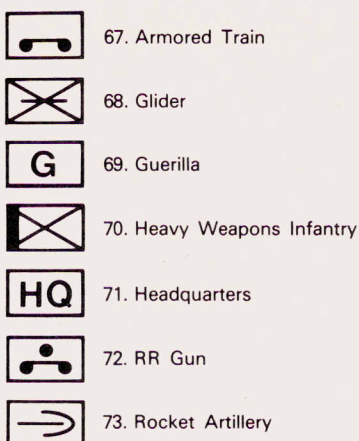 67. Armored Train
68. Glider
G 69. Guerilla
70. Heavy Weapons Infantry
HQ 71. Headquarters
72. RR Gun
73. Rocket Artillery